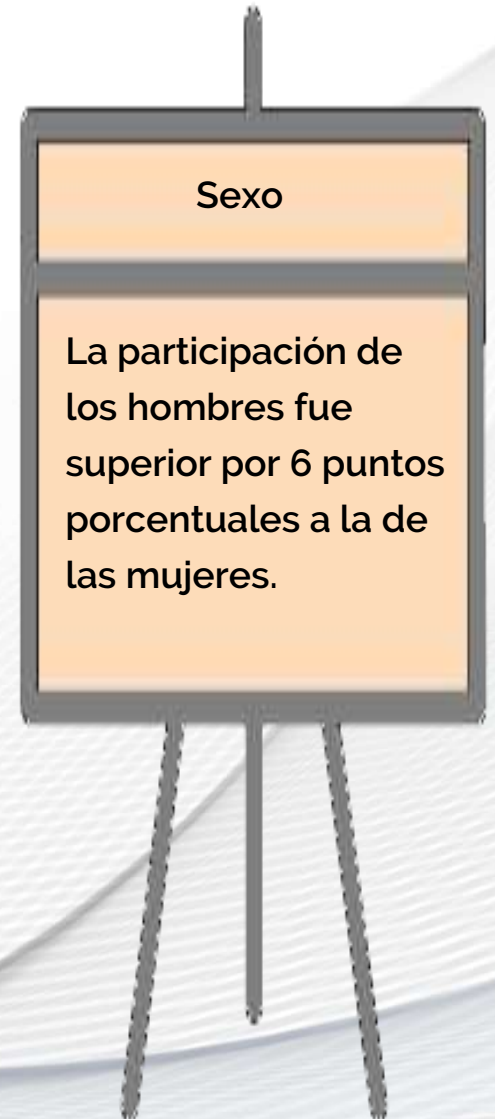 Sexo
La participación de
los hombres fue
superior por 6 puntos
porcentuales a la de
las mujeres.